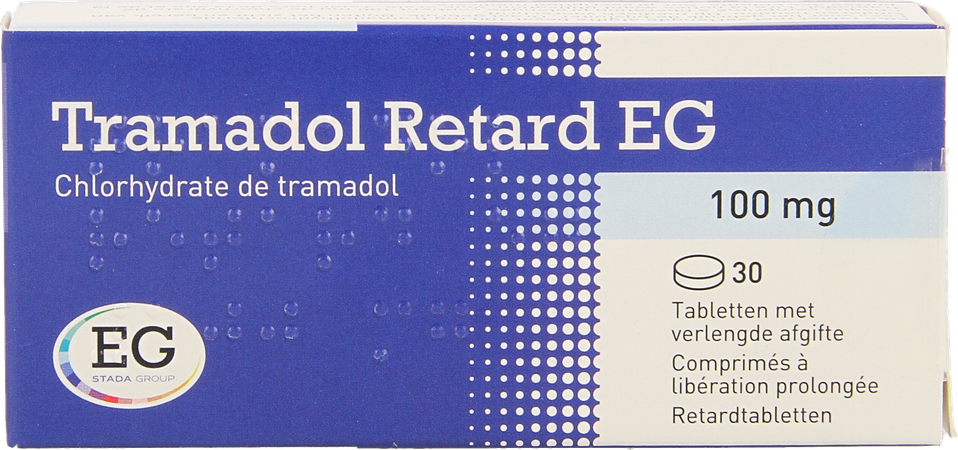 Tramadol Retard EG
Chlorhydrate de tramadol
100 mg
30
Tabletten met
verlengde afgifte
Comprimés à
libération prolongée
Retardtabletten
EG
STADA GROUP